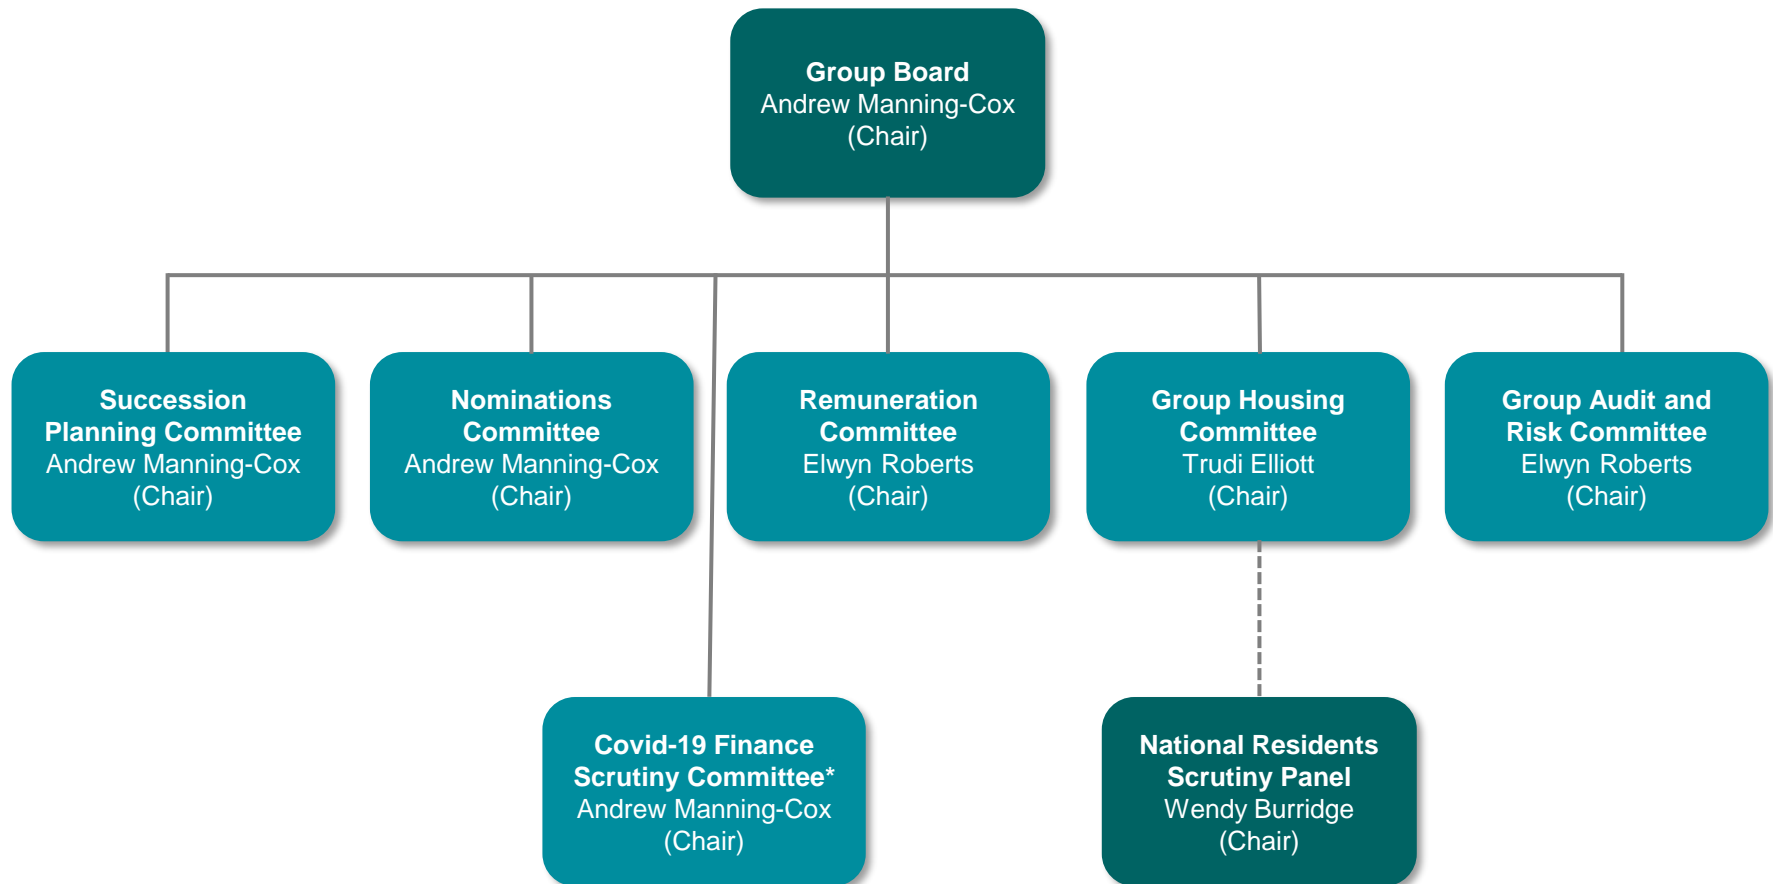 Group Board
Andrew Manning-Cox
(Chair)
Succession
Planning Committee
Andrew Manning-Cox
(Chair)
Nominations
Committee
Andrew Manning-Cox
(Chair)
Remuneration
Committee
Elwyn Roberts
(Chair)
Group Housing
Committee
Trudi Elliott
(Chair)
Group Audit and
Risk Committee
Elwyn Roberts
(Chair)
Covid-19 Finance
Scrutiny Committee*
Andrew Manning-Cox
(Chair)
National Residents
Scrutiny Panel
Wendy Burridge
(Chair)